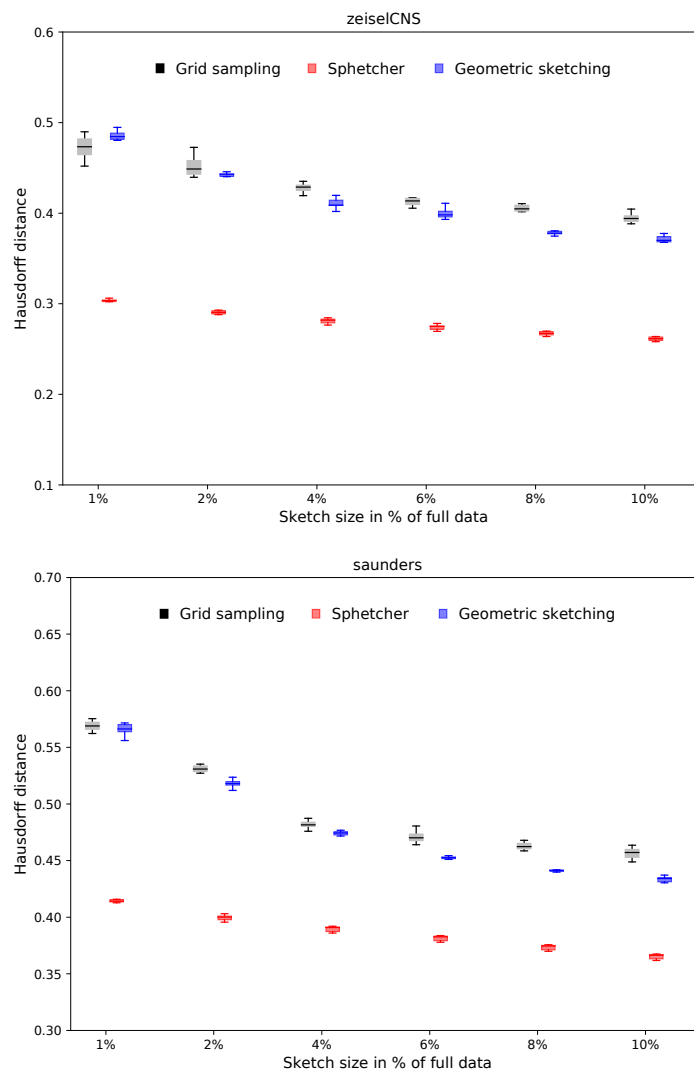 zeiselCNS
0.6
Grid sampling Sphetcher Geometric sketching
0.5
0.4
0.3
0.2
0.1
Hausdorff distance
1% 2% 4% 6% 8% 10%
Sketch size in % of full data
saunders
0.70
0.65
Grid sampling Sphetcher Geometric sketching
0.60
0.55
0.50
0.45
0.40
0.35
0.30
Hausdorff distance
1% 2% 4% 6% 8% 10%
Sketch size in % of full data